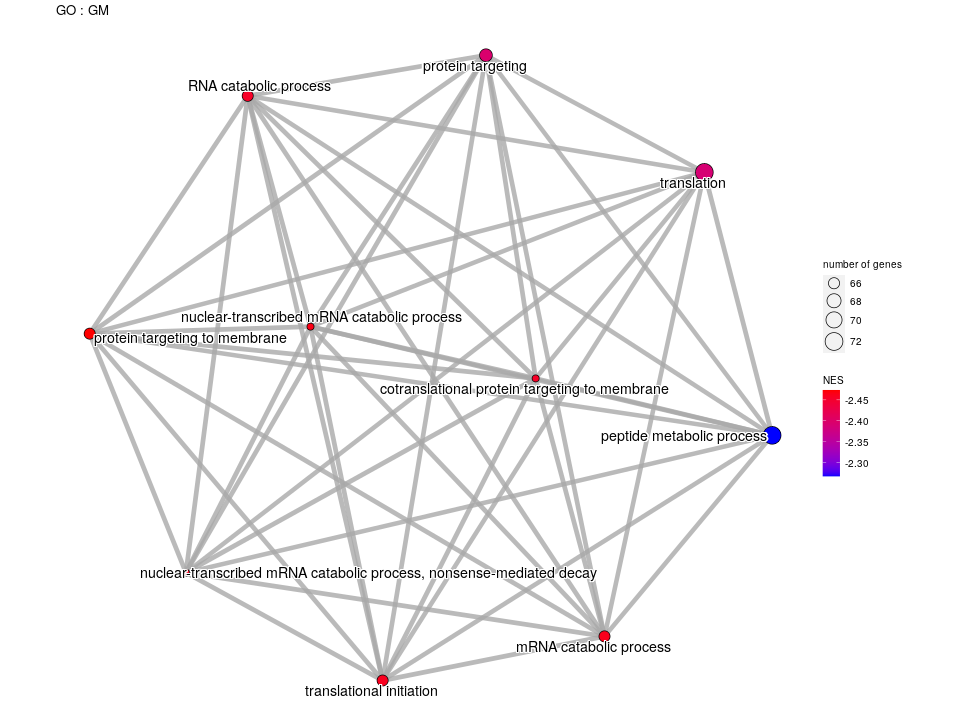 GO : GM
protein targeting
RNA catabolic process
translation
number of genes
66
68
70
72
nuclear-transcribed mRNA catabolic process
protein targeting to membrane
cotranslational protein targeting to membrane
NES
-2.45
-2.40
-2.35
-2.30
peptide metabolic process
nuclear-transcribed mRNA catabolic process, nonsense-mediated decay
mRNA catabolic process
translational initiation